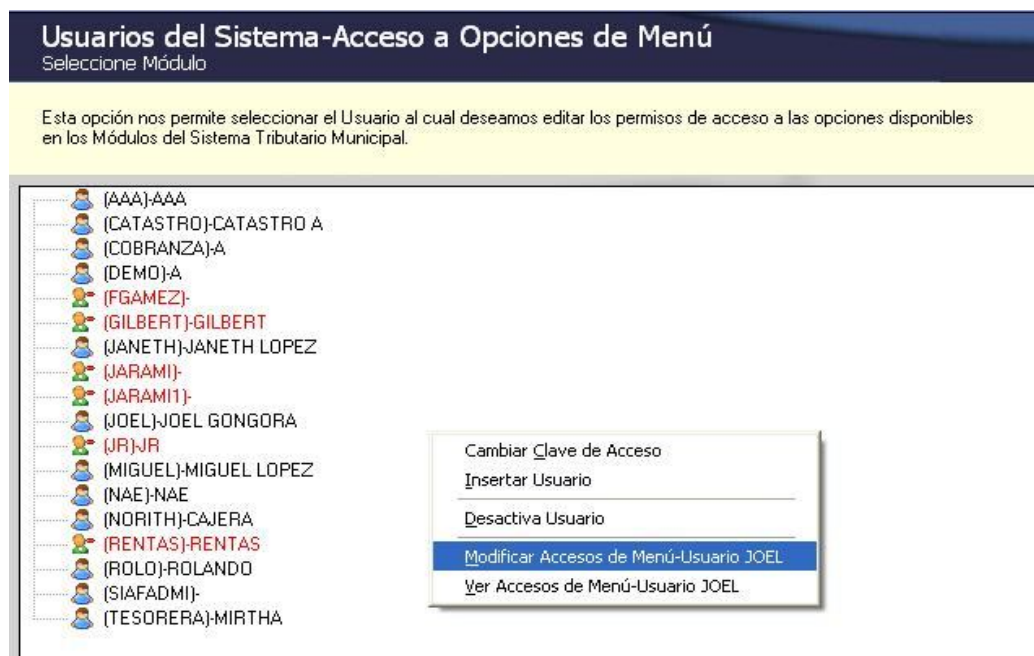 Usuarios del Sistema-Acceso a Opciones de Menú
Seleccione Módulo
Esta opción nos permite seleccionar el Usuario al cual deseamos editar los permisos de acceso a las opciones disponibles
en los Módulos del Sistema Tributario Municipal.
(AAA)-AAA
(CATASTRO)-CATASTRO A
(COBRANZA)-A
(DEMO)-A
(FGAMEZ)-
(GILBERT)-GILBERT
(JANETH)-JANETH LOPEZ
(JARAMI)-
(JARAMI1)-
(JOEL)-JOEL GONGORA
(JR)-JR
(MIGUEL)-MIGUEL LOPEZ
(NAE)-NAE
(NORITH)-CAJERA
(RENTAS)-RENTAS
(ROLO)-ROLANDO
(SIAFADMI)-
(TESORERA)-MIRTHA
Cambiar Clave de Acceso
Insertar Usuario
Desactiva Usuario
Modificar Accesos de Menú-Usuario JOEL
Ver Accesos de Menú-Usuario JOEL